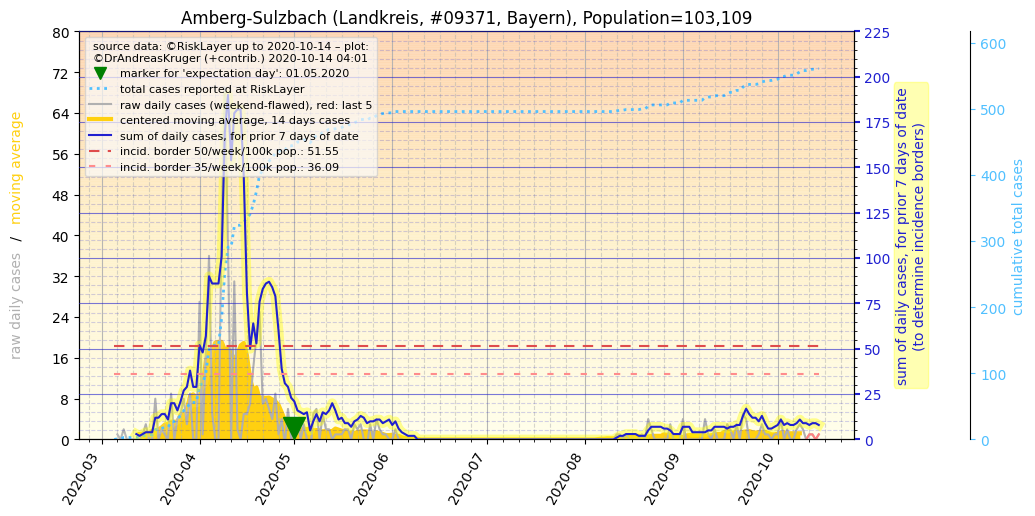 Amberg-Sulzbach (Landkreis, #09371, Bayern), Population=103,109
source data: ©RiskLayer up to 2020-10-14 – plot:
©DrAndreasKruger (+contrib.) 2020-10-14 04:01
marker for 'expectation day': 01.05.2020
total cases reported at RiskLayer
raw daily cases (weekend-flawed), red: last 5
centered moving average, 14 days cases
sum of daily cases, for prior 7 days of date
incid. border 50/week/100k pop.: 51.55
incid. border 35/week/100k pop.: 36.09
raw daily cases / moving average
80
72
64
56
48
40
32
24
16
8
0
2020-03
2020-04
2020-05
2020-06
2020-07
2020-08
2020-09
2020-10
225
200
175
150
125
100
75
50
25
0
sum of daily cases, for prior 7 days of date
(to determine incidence borders)
600
500
400
300
200
100
0
cumulative total cases